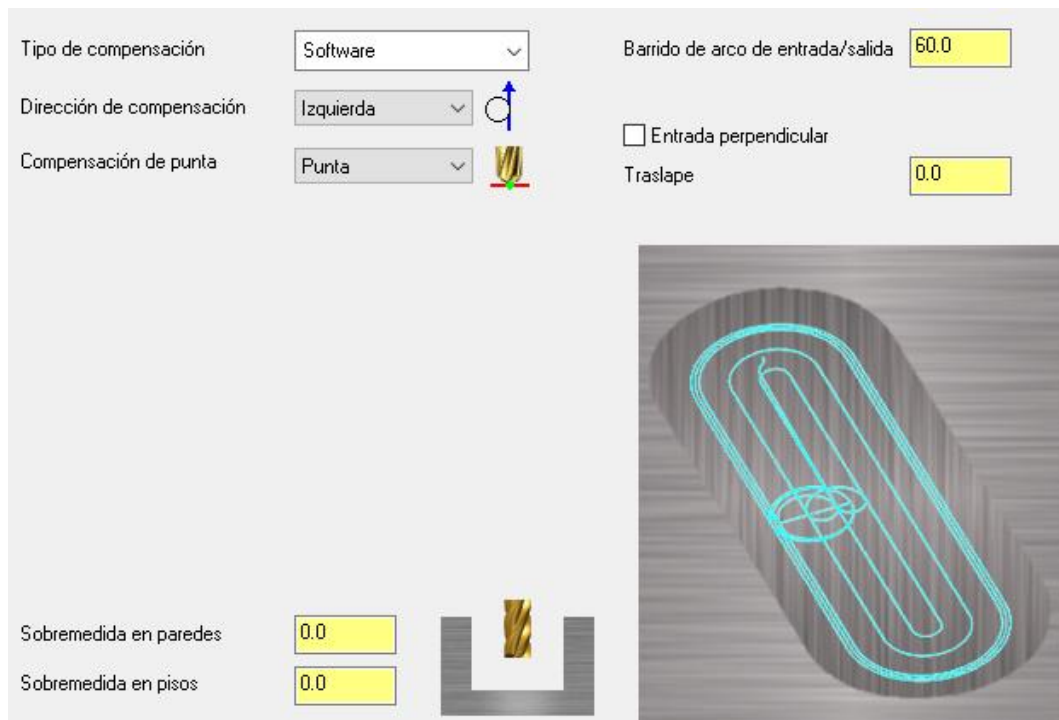 Tipo de compensación
Software
Barrido de arco de entrada/salida
60.0
Dirección de compensación
Izquierda
Entrada perpendicular
Compensación de punta
Punta
Traslape
0.0
Sobremedida en paredes
0.0
Sobremedida en pisos
0.0